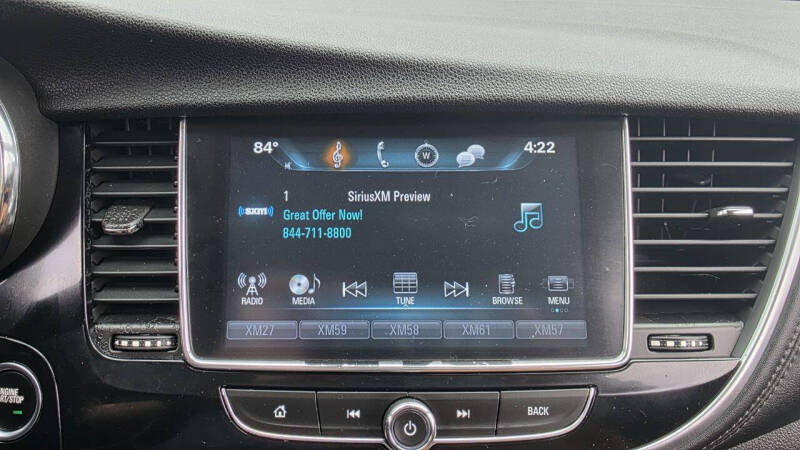 84° W 4:22
1 SiriusXM Preview
((SXM)) Great Offer Now!
844-711-8800
RADIO MEDIA TUNE BROWSE MENU
XM27 XM59 XM58 XM61 XM57
ENGINE
START/STOP
BACK